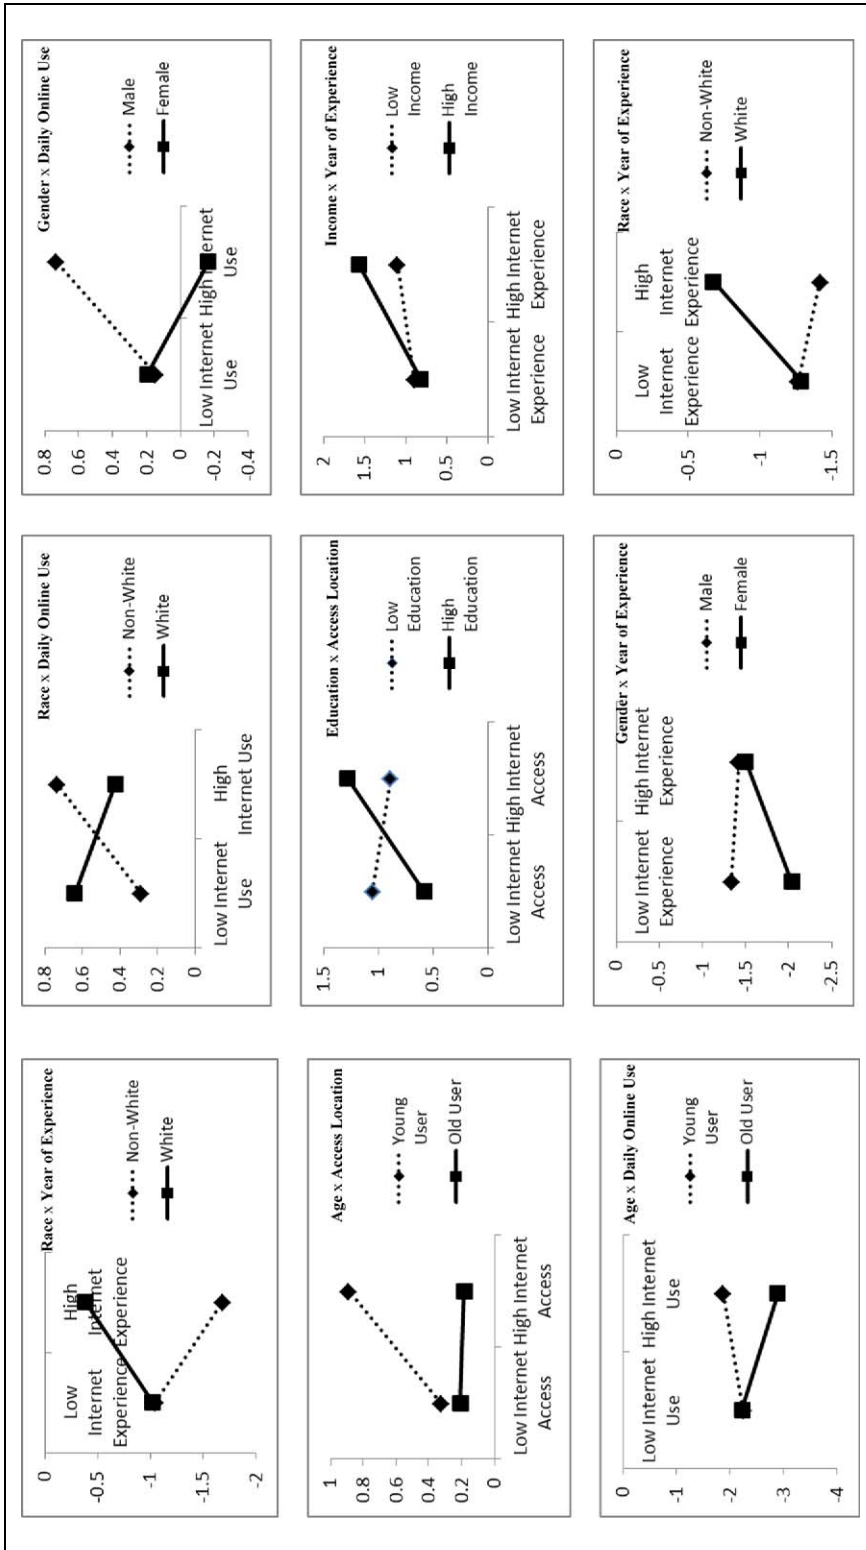 Race x Year of Experience
0
-0.5
-1
-1.5
-2
Low
Internet
Experience
High
Internet
Experience
Non-White
White
Race x Daily Online Use
0.8
0.6
0.4
0.2
0
Low Internet
Use
High
Internet Use
Non-White
White
Gender x Daily Online Use
0.8
0.6
0.4
0.2
0
-0.2
-0.4
Low Internet
Use
High Internet
Use
Male
Female
Age x Access Location
1
0.8
0.6
0.4
0.2
0
Low Internet
Access
High Internet
Access
Young
User
Old User
Education x Access Location
1.5
1
0.5
0
Low Internet
Access
High Internet
Access
Low
Education
High
Education
Income x Year of Experience
2
1.5
1
0.5
0
Low Internet
Experience
High Internet
Experience
Low
Income
High
Income
Age x Daily Online Use
0
-1
-2
-3
-4
Low Internet
Use
High Internet
Use
Young
User
Old User
Gender x Year of Experience
0
-0.5
-1
-1.5
-2
-2.5
Low Internet
Experience
High Internet
Experience
Male
Female
Race x Year of Experience
0
-0.5
-1
-1.5
Low
Internet
Experience
High
Internet
Experience
Non-White
White